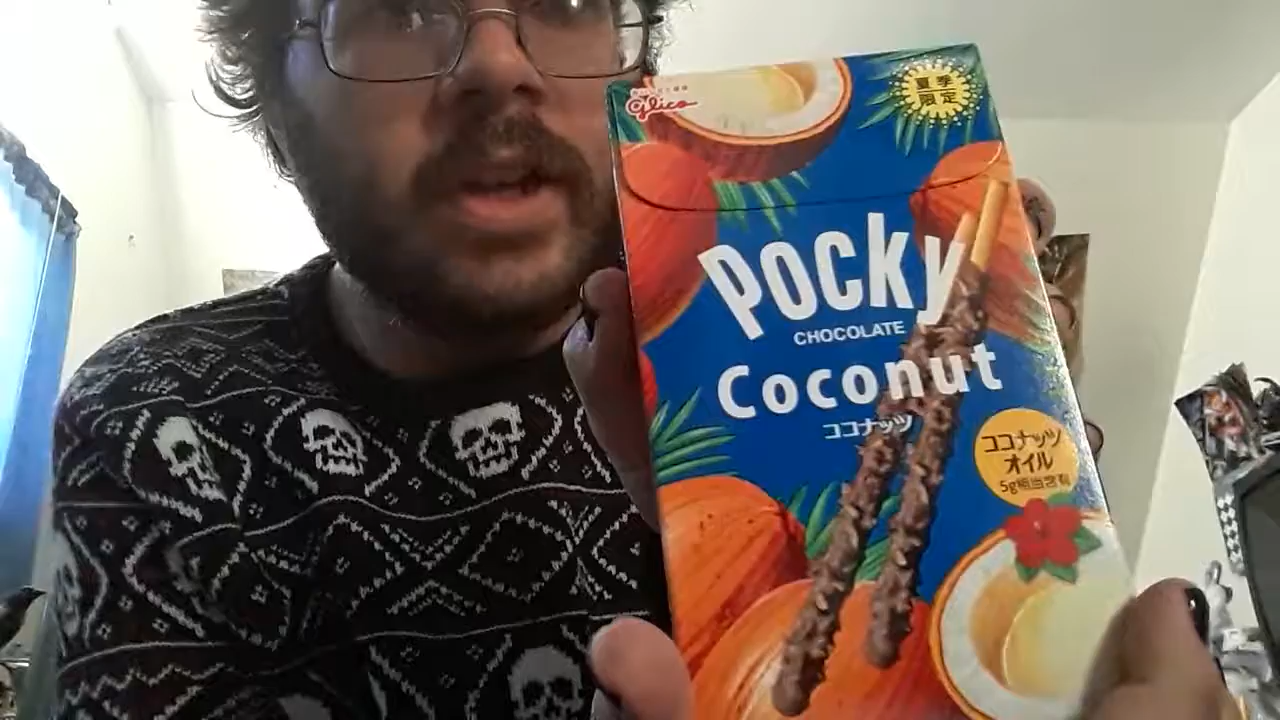 glico
夏季
限定
POCKY
CHOCOLATE
Coconut
ココナッツ
ココナッツ
オイル
5g相当含有